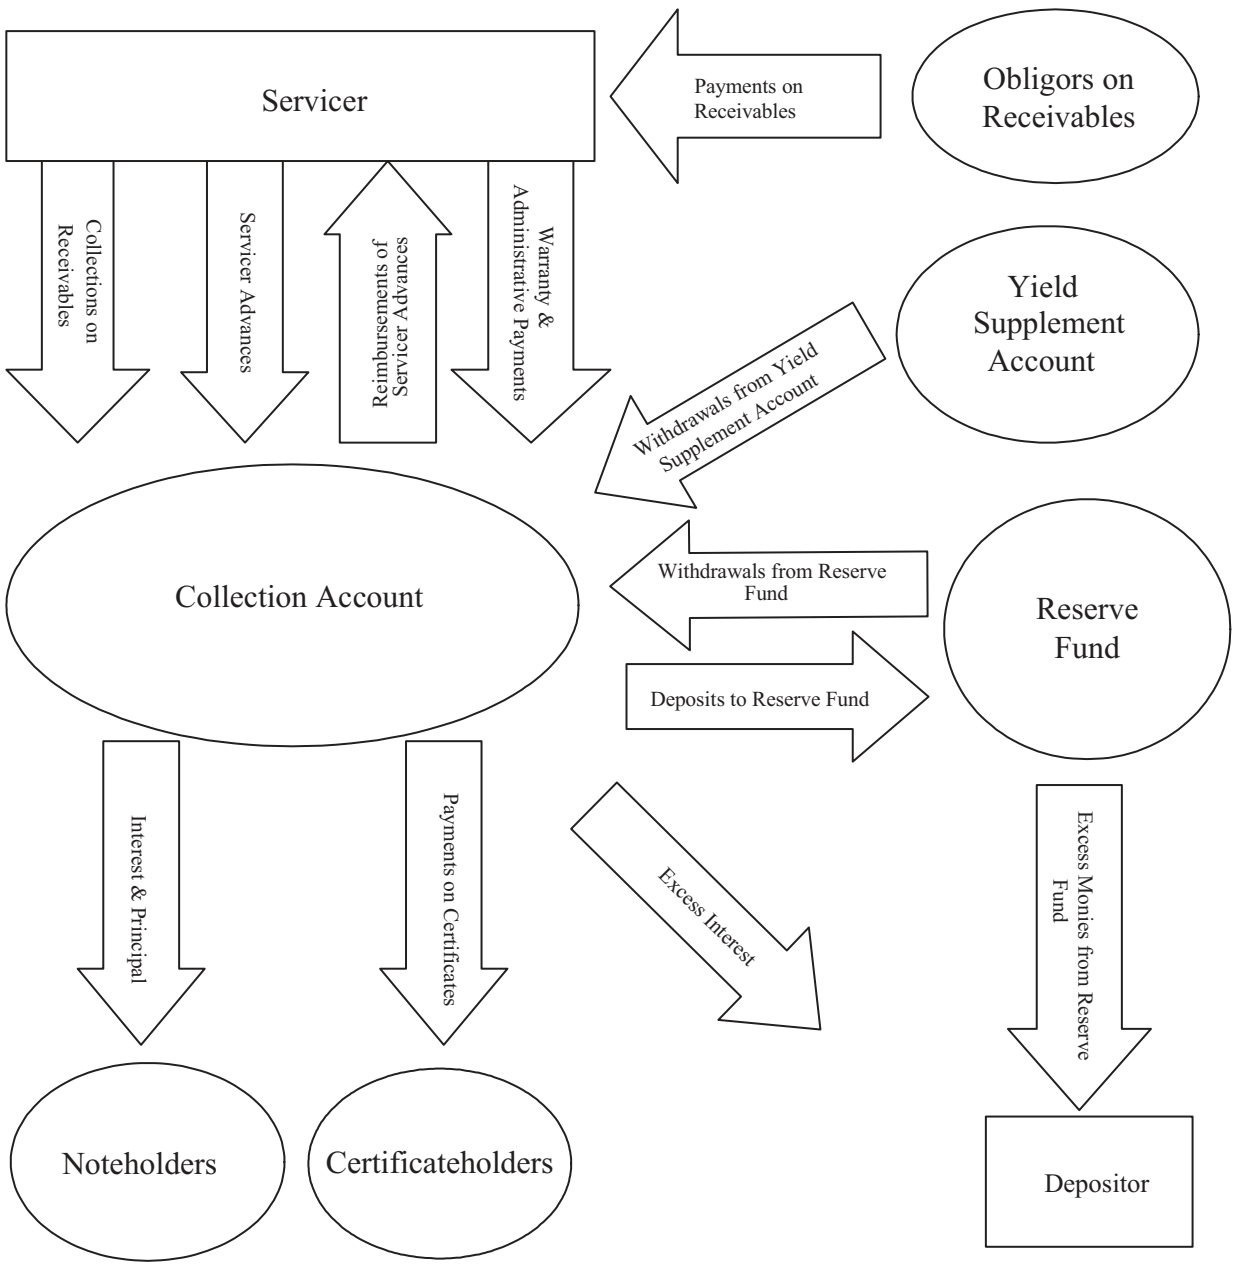 Servicer
Payments on
Receivables
Obligors on
Receivables
Collections on
Receivables
Servicer Advances
Reimbursements of
Servicer Advances
Warranty &
Administrative Payments
Yield
Supplement
Account
Withdrawals from Yield
Supplement Account
Collection Account
Withdrawals from Reserve
Fund
Reserve
Fund
Deposits to Reserve Fund
Interest & Principal
Payments on Certificates
Excess Interest
Excess Monies from Reserve
Fund
Noteholders
Certificateholders
Depositor